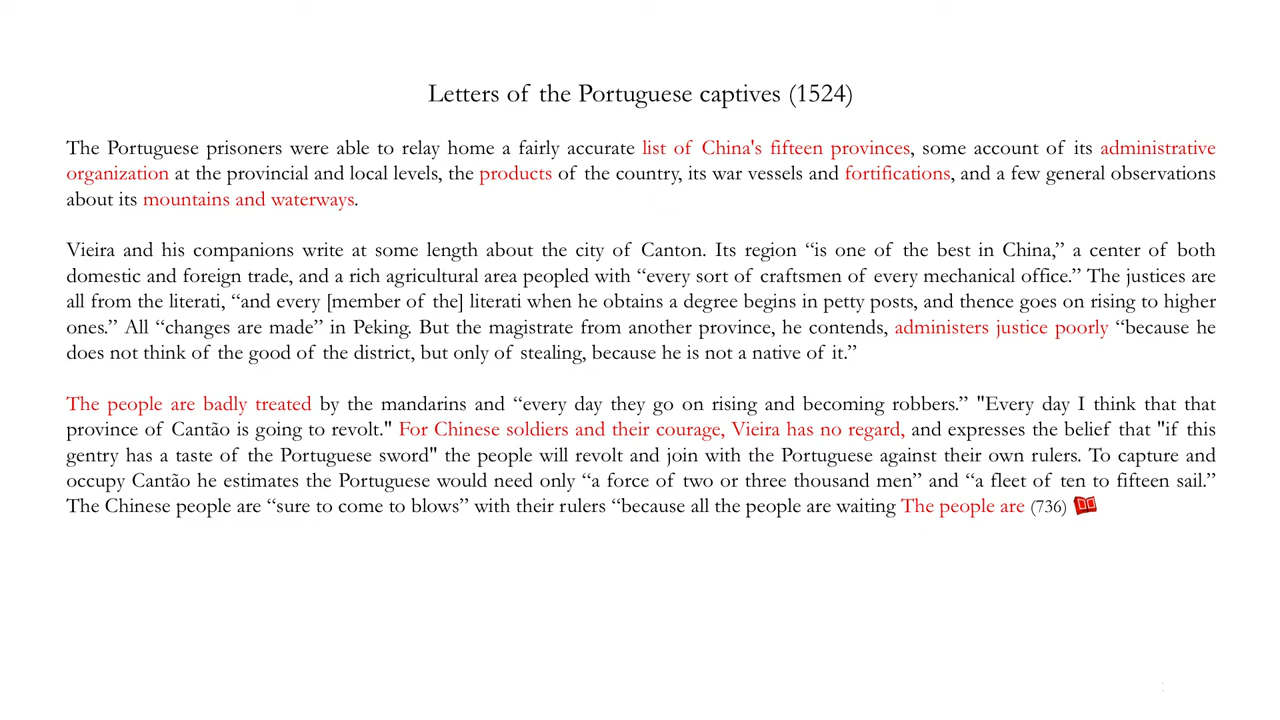 Letters of the Portuguese captives (1524)
The Portuguese prisoners were able to relay home a fairly accurate list of China's fifteen provinces, some account of its administrative
organization at the provincial and local levels, the products of the country, its war vessels and fortifications, and a few general observations
about its mountains and waterways.
Vieira and his companions write at some length about the city of Canton. Its region “is one of the best in China,” a center of both
domestic and foreign trade, and a rich agricultural area peopled with “every sort of craftsmen of every mechanical office.” The justices are
all from the literati, “and every [member of the] literati when he obtains a degree begins in petty posts, and thence goes on rising to higher
ones.” All “changes are made” in Peking. But the magistrate from another province, he contends, administers justice poorly “because he
does not think of the good of the district, but only of stealing, because he is not a native of it.”
The people are badly treated by the mandarins and “every day they go on rising and becoming robbers.” "Every day I think that that
province of Cantão is going to revolt." For Chinese soldiers and their courage, Vieira has no regard, and expresses the belief that "if this
gentry has a taste of the Portuguese sword" the people will revolt and join with the Portuguese against their own rulers. To capture and
occupy Cantão he estimates the Portuguese would need only “a force of two or three thousand men” and “a fleet of ten to fifteen sail.”
The Chinese people are “sure to come to blows” with their rulers “because all the people are waiting The people are (736)